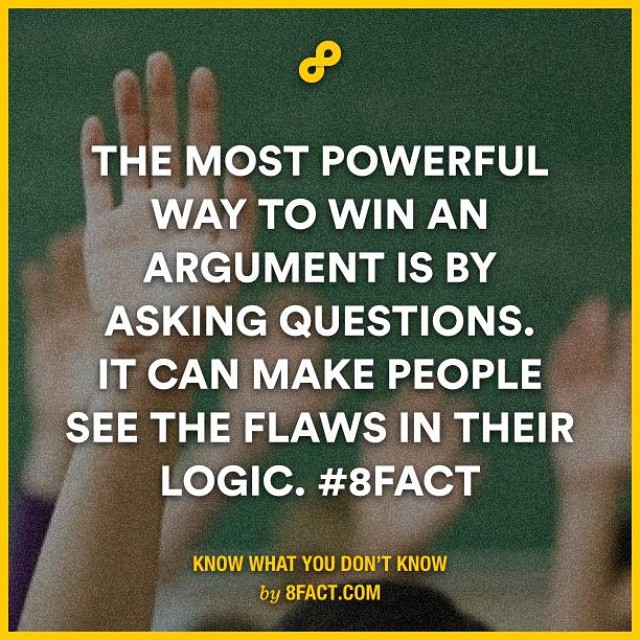 THE MOST POWERFUL
WAY TO WIN AN
ARGUMENT IS BY
ASKING QUESTIONS.
IT CAN MAKE PEOPLE
SEE THE FLAWS IN THEIR
LOGIC. #8FACT
KNOW WHAT YOU DON'T KNOW
by 8FACT.COM